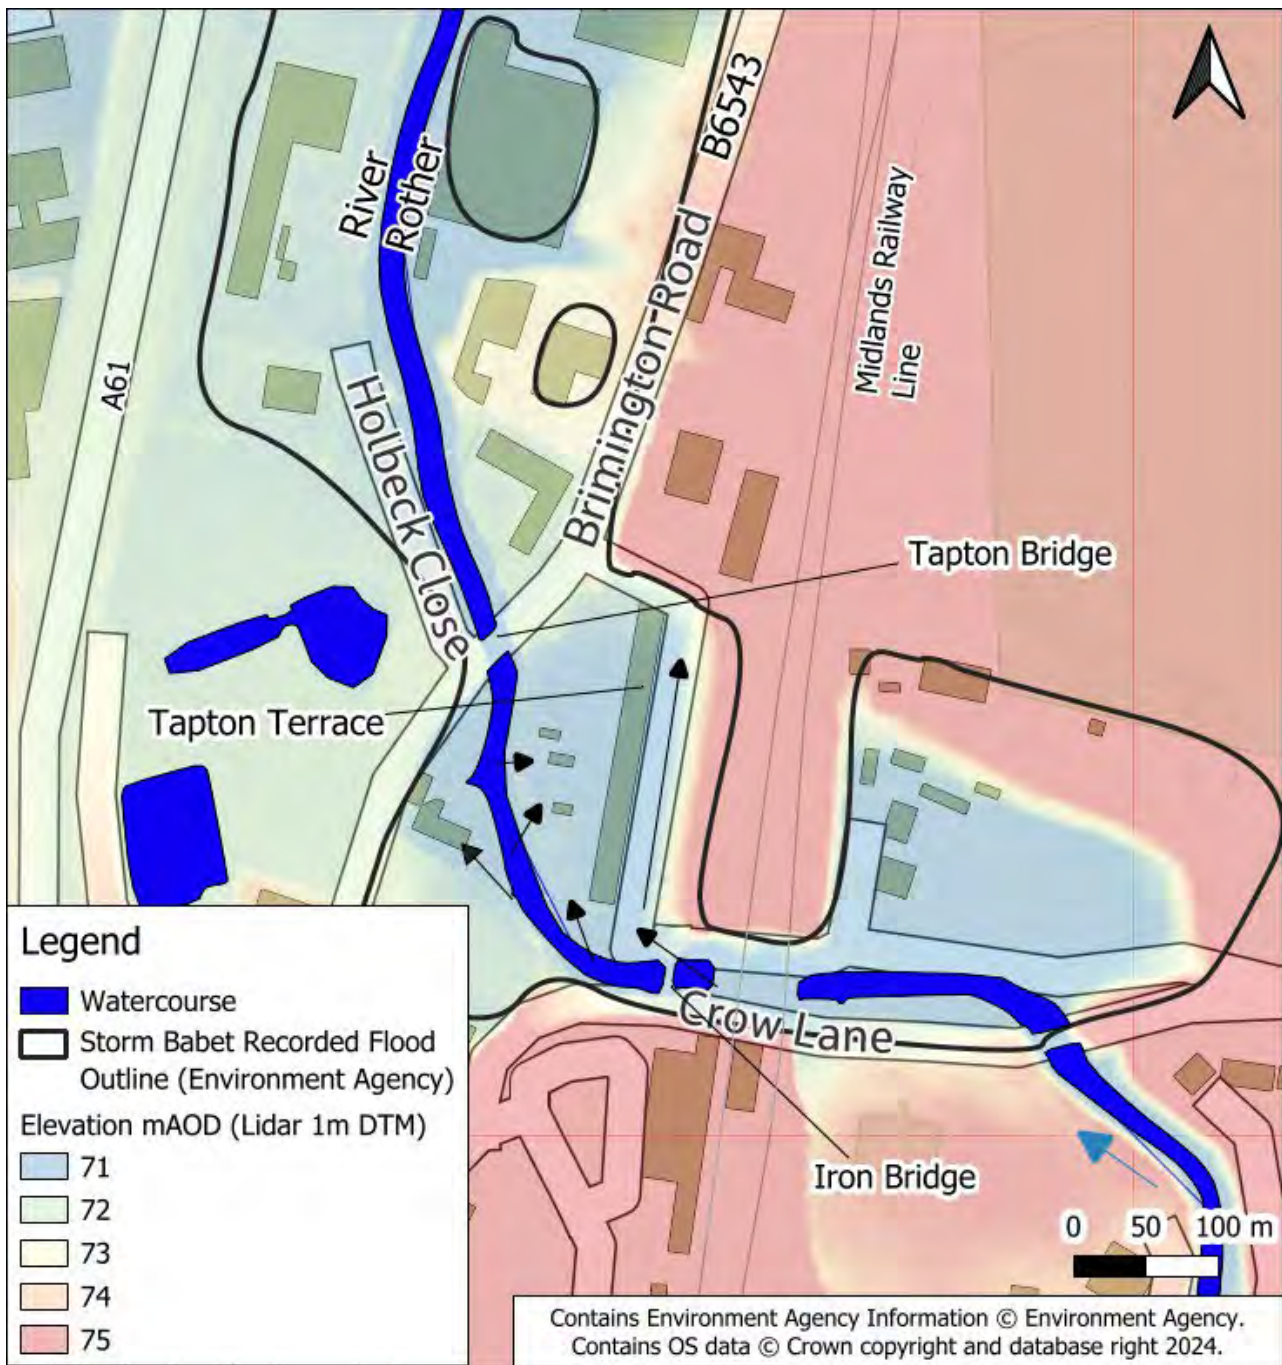 B6543
River
Rother
Midlands Railway
Line
Brimington Road
A61
Holbeck Close
Tapton Bridge
Tapton Terrace
Crow Lane
Iron Bridge
Legend
Watercourse
Storm Babet Recorded Flood
Outline (Environment Agency)
Elevation mAOD (Lidar 1m DTM)
71
72
73
74
75
0 50 100 m
Contains Environment Agency Information © Environment Agency.
Contains OS data © Crown copyright and database right 2024.